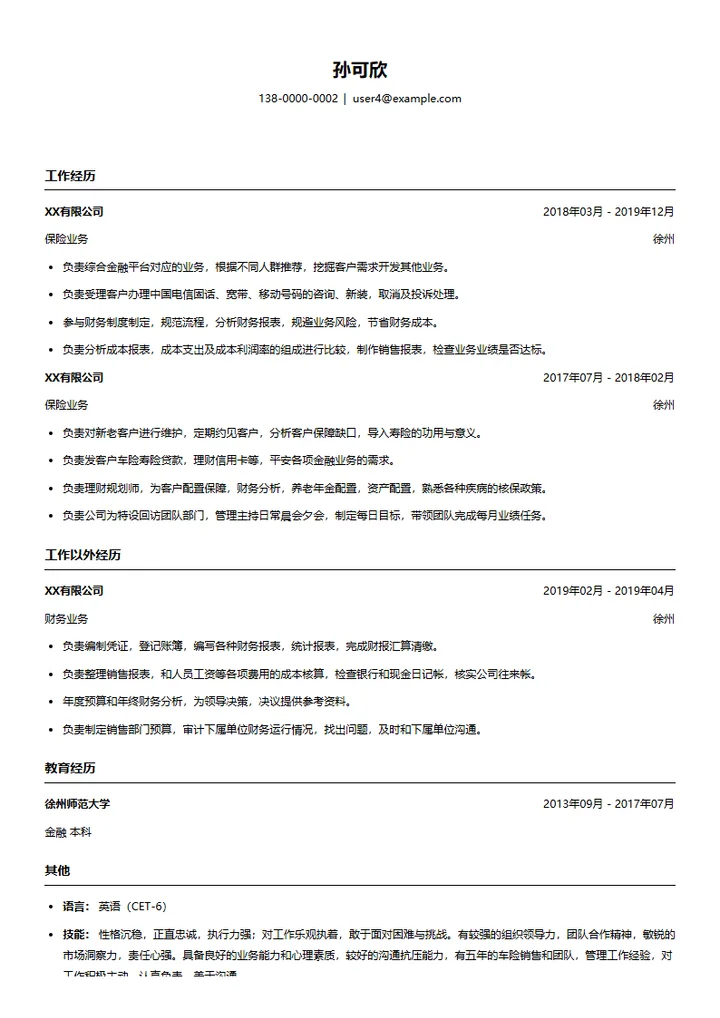 孙可欣
138-0000-0002 | user4@example.com
工作经历
XX有限公司 2018年03月 - 2019年12月
保险业务 徐州
• 负责综合金融平台对应的业务，根据不同人群推荐，挖掘客户需求开发其他业务。
• 负责受理客户办理中国电信固话、宽带、移动号码的咨询、新装，取消及投诉处理。
• 参与财务制度制定，规范流程，分析财务报表，规避业务风险，节省财务成本。
• 负责分析成本报表，成本支出及成本利润率的组成进行比较，制作销售报表，检查业务业绩是否达标。
XX有限公司 2017年07月 - 2018年02月
保险业务 徐州
• 负责对新老客户进行维护，定期约见客户，分析客户保障缺口，导入寿险的功用与意义。
• 负责发客户车险寿险贷款，理财信用卡等，平安各项金融业务的需求。
• 负责理财规划师，为客户配置保障，财务分析，养老年金配置，资产配置，熟悉各种疾病的核保政策。
• 负责公司为特设回访团队部门，管理主持日常晨会夕会，制定每日目标，带领团队完成每月业绩任务。
工作以外经历
XX有限公司 2019年02月 - 2019年04月
财务业务 徐州
• 负责编制凭证，登记账簿，编写各种财务报表，统计报表，完成财报汇算清缴。
• 负责整理销售报表，和人员工资等各项费用的成本核算，检查银行和现金日记帐，核实公司往来帐。
• 年度预算和年终财务分析，为领导决策，决议提供参考资料。
• 负责制定销售部门预算，审计下属单位财务运行情况，找出问题，及时和下属单位沟通。
教育经历
徐州师范大学 2013年09月 - 2017年07月
金融 本科
其他
• 语言： 英语（CET-6）
• 技能： 性格沉稳，正直忠诚，执行力强；对工作乐观执着，敢于面对困难与挑战。有较强的组织领导力，团队合作精神，敏锐的
市场洞察力，责任心强。具备良好的业务能力和心理素质，较好的沟通抗压能力，有五年的车险销售和团队，管理工作经验，对
工作积极主动，认真负责，善于沟通